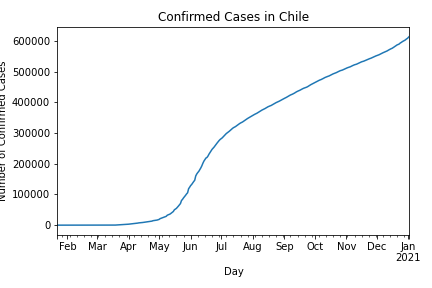 Confirmed Cases in Chile
Number of Confirmed Cases
600000
500000
400000
300000
200000
100000
0
Feb Mar Apr May Jun Jul Aug Sep Oct Nov Dec Jan
2021
Day